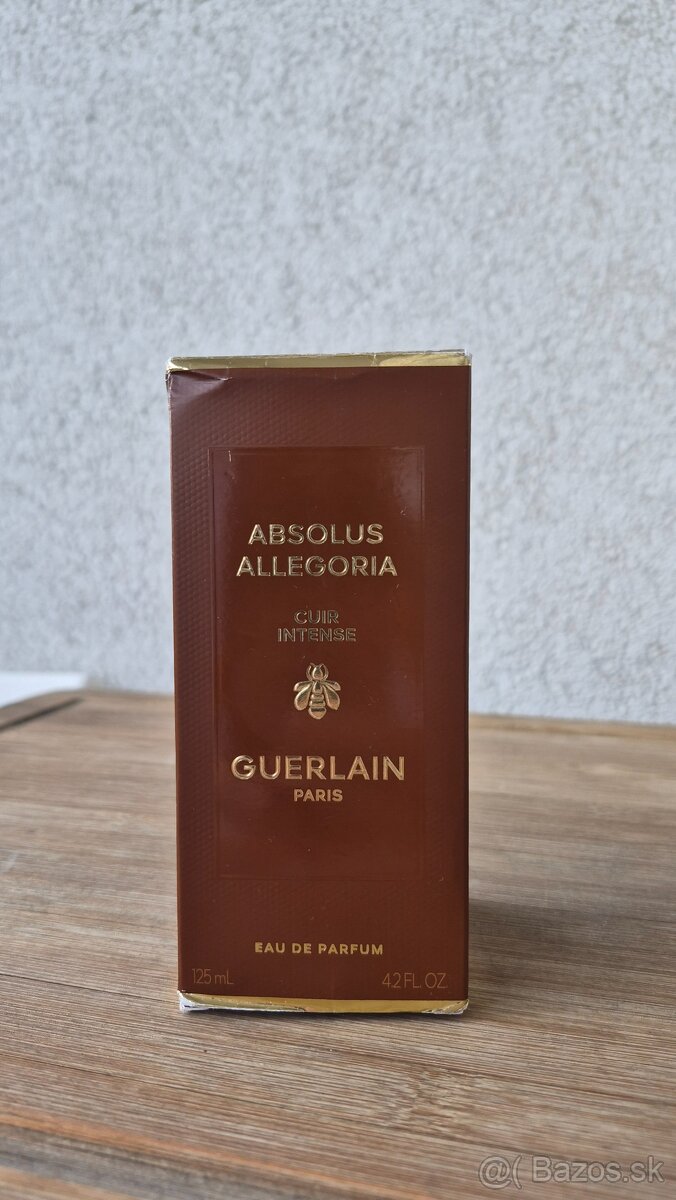 ABSOLUS
ALLEGORIA
CUIR
INTENSE
GUERLAIN
PARIS
EAU DE PARFUM
125 mL 4.2 FL. OZ.
@( Bazos.sk